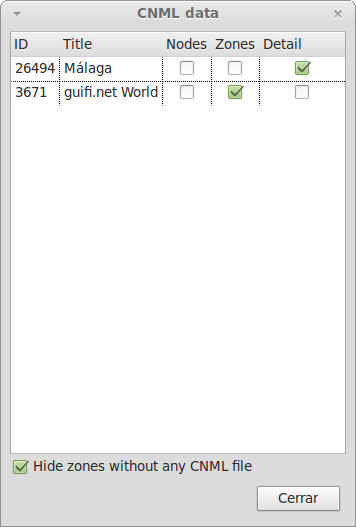 CNML data
ID Title Nodes Zones Detail
26494 Málaga
3671 guifi.net World
Hide zones without any CNML file
Cerrar